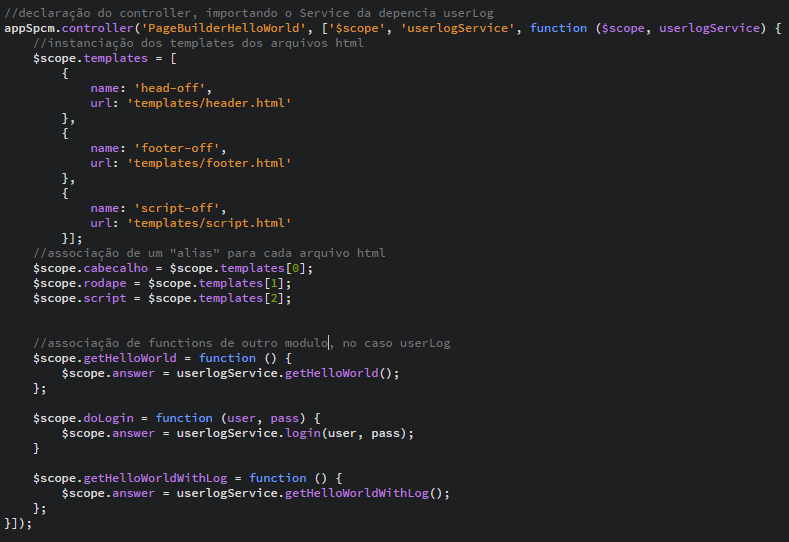 //declaração do controller, importando o Service da depencia userLog
appSpcm.controller('PageBuilderHelloWorld', ['$scope', 'userlogService', function ($scope, userlogService) {
    //instanciação dos templates dos arquivos html
    $scope.templates = [
        {
            name: 'head-off',
            url: 'templates/header.html'
        },
        {
            name: 'footer-off',
            url: 'templates/footer.html'
        },
        {
            name: 'script-off',
            url: 'templates/script.html'
        }];
    //associação de um "alias" para cada arquivo html
    $scope.cabecalho = $scope.templates[0];
    $scope.rodape = $scope.templates[1];
    $scope.script = $scope.templates[2];
    //associação de functions de outro modulo, no caso userLog
    $scope.getHelloWorld = function () {
        $scope.answer = userlogService.getHelloWorld();
    };
    $scope.doLogin = function (user, pass) {
        $scope.answer = userlogService.login(user, pass);
    }
    $scope.getHelloWorldWithLog = function () {
        $scope.answer = userlogService.getHelloWorldWithLog();
    };
}]);